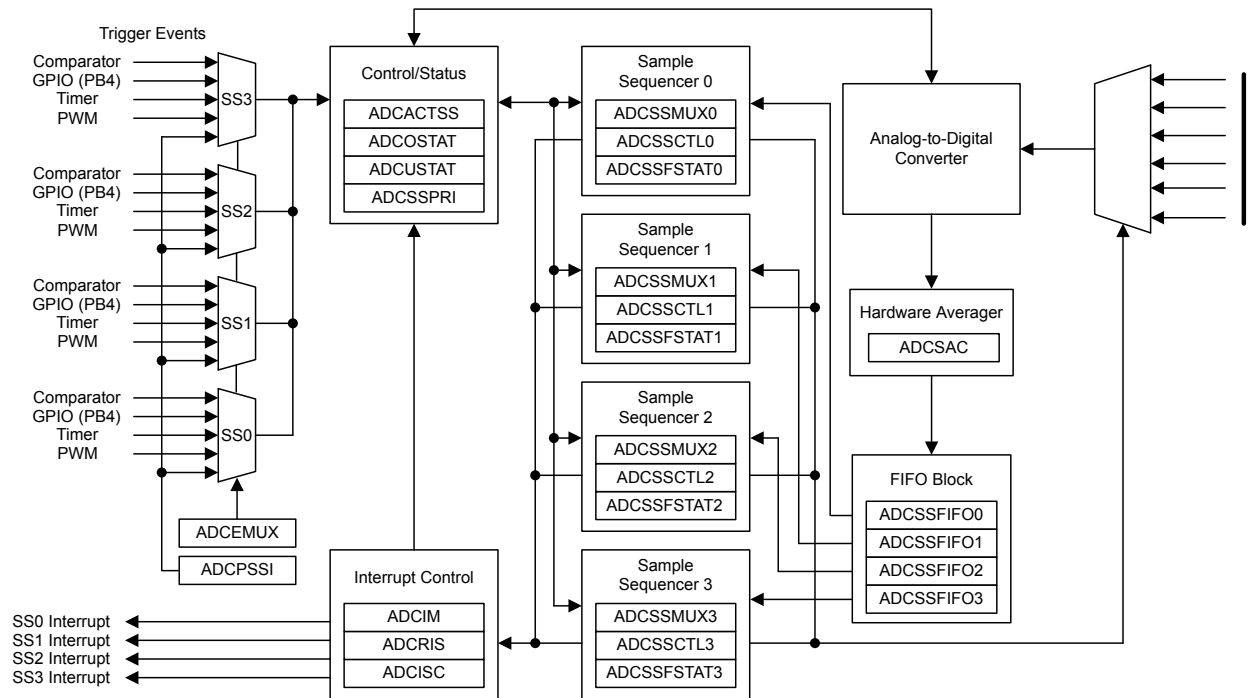 Trigger Events
Comparator
GPIO (PB4)
Timer
PWM
SS3
Comparator
GPIO (PB4)
Timer
PWM
SS2
Comparator
GPIO (PB4)
Timer
PWM
SS1
Comparator
GPIO (PB4)
Timer
PWM
SS0
ADCEMUX
ADCPSSI
Control/Status
ADCACTSS
ADCOSTAT
ADCUSTAT
ADCSSPRI
Interrupt Control
ADCIM
ADCRIS
ADCISC
SS0 Interrupt
SS1 Interrupt
SS2 Interrupt
SS3 Interrupt
Sample
Sequencer 0
ADCSSMUX0
ADCSSCTL0
ADCSSFSTAT0
Sample
Sequencer 1
ADCSSMUX1
ADCSSCTL1
ADCSSFSTAT1
Sample
Sequencer 2
ADCSSMUX2
ADCSSCTL2
ADCSSFSTAT2
Sample
Sequencer 3
ADCSSMUX3
ADCSSCTL3
ADCSSFSTAT3
Analog-to-Digital
Converter
Hardware Averager
ADCSAC
FIFO Block
ADCSSFIFO0
ADCSSFIFO1
ADCSSFIFO2
ADCSSFIFO3